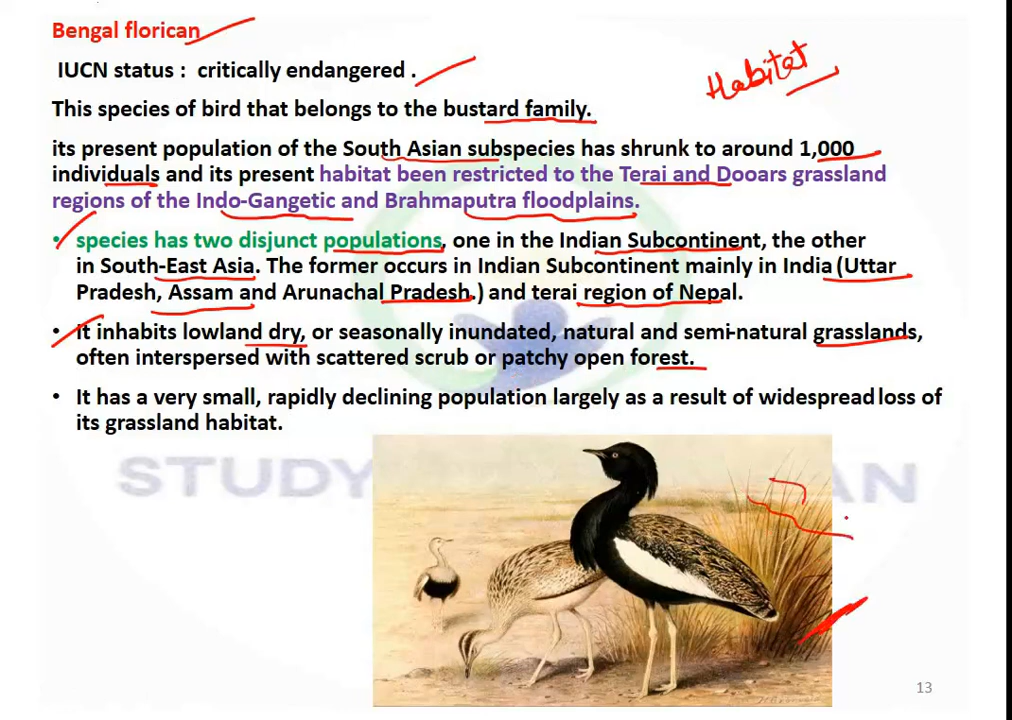 Bengal florican
IUCN status : critically endangered .
Habitat
This species of bird that belongs to the bustard family.
its present population of the South Asian subspecies has shrunk to around 1,000
individuals and its present habitat been restricted to the Terai and Dooars grassland
regions of the Indo-Gangetic and Brahmaputra floodplains.
• species has two disjunct populations, one in the Indian Subcontinent, the other
in South-East Asia. The former occurs in Indian Subcontinent mainly in India (Uttar
Pradesh, Assam and Arunachal Pradesh.) and terai region of Nepal.
• It inhabits lowland dry, or seasonally inundated, natural and semi-natural grasslands,
often interspersed with scattered scrub or patchy open forest.
• It has a very small, rapidly declining population largely as a result of widespread loss of
its grassland habitat.
STUDY
AN
13